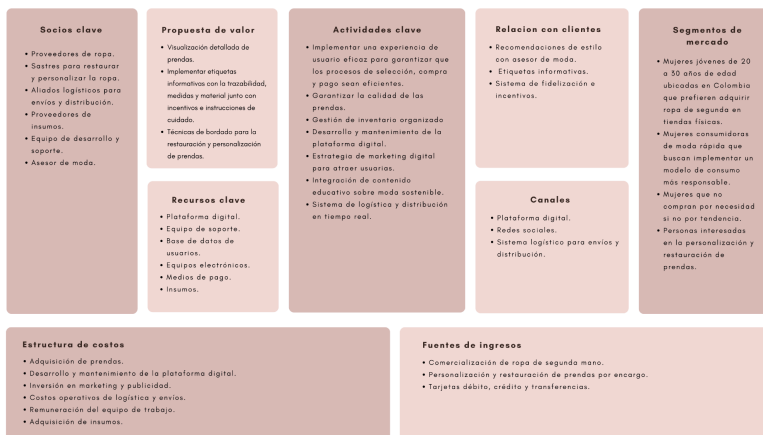 Socios clave
• Proveedores de ropa.
• Sastres para restaurar
y personalizar la ropa.
• Aliados logísticos para
envíos y distribución.
• Proveedores de
insumos.
• Equipo de desarrollo y
soporte.
• Asesor de moda.
Propuesta de valor
• Visualización detallada de
prendas.
• Implementar etiquetas
informativas con la trazabilidad,
medidas y material junto con
incentivos e instrucciones de
cuidado.
• Técnicas de bordado para la
restauración y personalización
de prendas.
Recursos clave
• Plataforma digital.
• Equipo de soporte.
• Base de datos de
usuarios.
• Equipos electrónicos.
• Medios de pago.
• Insumos.
Actividades clave
• Implementar una experiencia de
usuario eficaz para garantizar que
los procesos de selección, compra
y pago sean eficientes.
• Garantizar la calidad de las
prendas.
• Gestión de inventario organizado
• Desarrollo y mantenimiento de la
plataforma digital.
• Estrategia de marketing digital
para atraer usuarias.
• Integración de contenido
educativo sobre moda sostenible.
• Sistema de logística y distribución
en tiempo real.
Relacion con clientes
• Recomendaciones de estilo
con asesor de moda.
• Etiquetas informativas.
• Sistema de fidelización e
incentivos.
Canales
• Plataforma digital.
• Redes sociales.
• Sistema logístico para envíos y
distribución.
Segmentos de
mercado
• Mujeres jóvenes de 20
a 30 años de edad
ubicadas en Colombia
que prefieren adquirir
ropa de segunda en
tiendas físicas.
• Mujeres consumidoras
de moda rápida que
buscan implementar un
modelo de consumo
más responsable.
• Mujeres que no
compran por necesidad
si no por tendencia.
• Personas interesadas
en la personalización y
restauración de
prendas.
Estructura de costos
• Adquisición de prendos.
• Desarrollo y mantenimiento de la plataforma digital.
• Inversión en marketing y publicidad.
• Costos operativos de logística y envíos.
• Remuneración del equipo de trabajo.
• Adquisición de insumos.
Fuentes de ingresos
• Comercialización de ropa de segunda mano.
• Personalización y restauración de prendas por encargo.
• Tarjetas débito, crédito y transferencias.